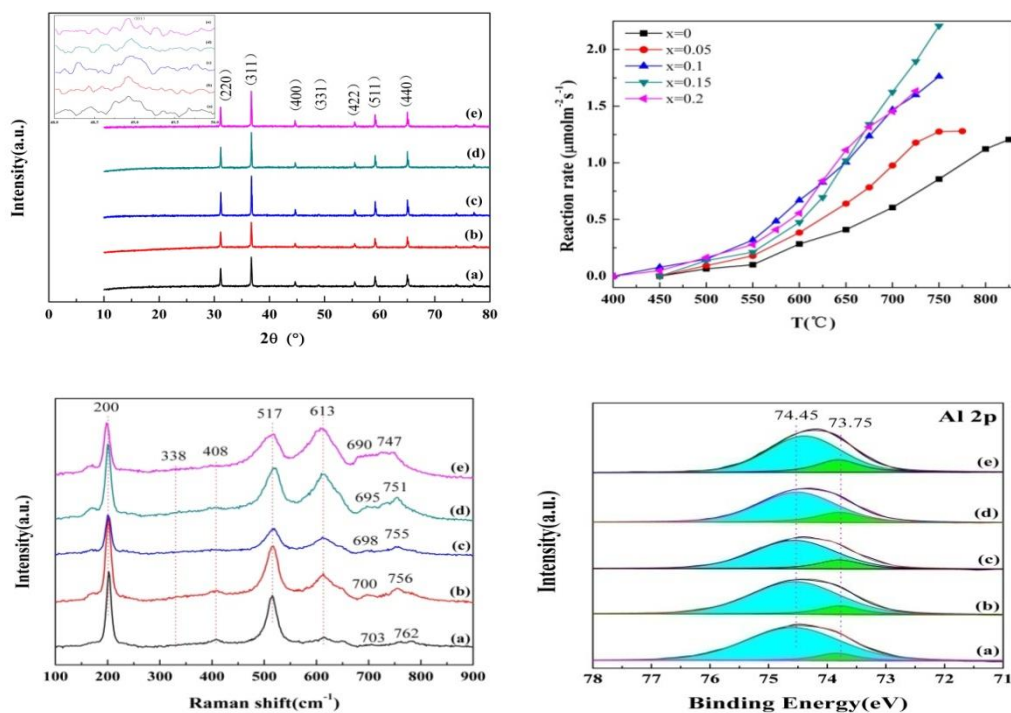 (331)
(e)
(d)
(c)
(b)
(a)
(220)
(311)
(400)
(331)
(422)
(511)
(440)
(e)
(d)
(c)
(b)
(a)
Intensity(a.u.)
0 10 20 30 40 50 60 70 80
2θ (°)
x=0
x=0.05
x=0.1
x=0.15
x=0.2
2.0
1.5
1.0
0.5
0.0
Reaction rate (μmolm⁻²s⁻¹)
400 450 500 550 600 650 700 750 800
T(℃)
200 517 613
338 408 690 747
(e)
695 751
(d)
698 755
(c)
700 756
(b)
703 762
(a)
Intensity(a.u.)
100 200 300 400 500 600 700 800 900
Raman shift(cm⁻¹)
Al 2p
74.45 73.75
(e)
(d)
(c)
(b)
(a)
Intensity(a.u.)
78 77 76 75 74 73 72 71
Binding Energy(eV)